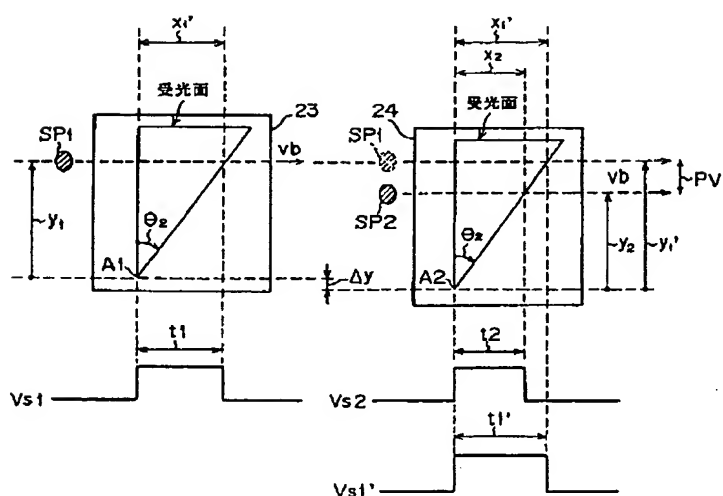 x₁'
x₁'
x₂
受光面
23
受光面
24
SP1
vb
SP1
vb
PV
SP2
y₁
θ₂
θ₂
y₂
y₁'
A1
A2
Δy
t1
t2
Vs1
Vs2
t1'
Vs1'